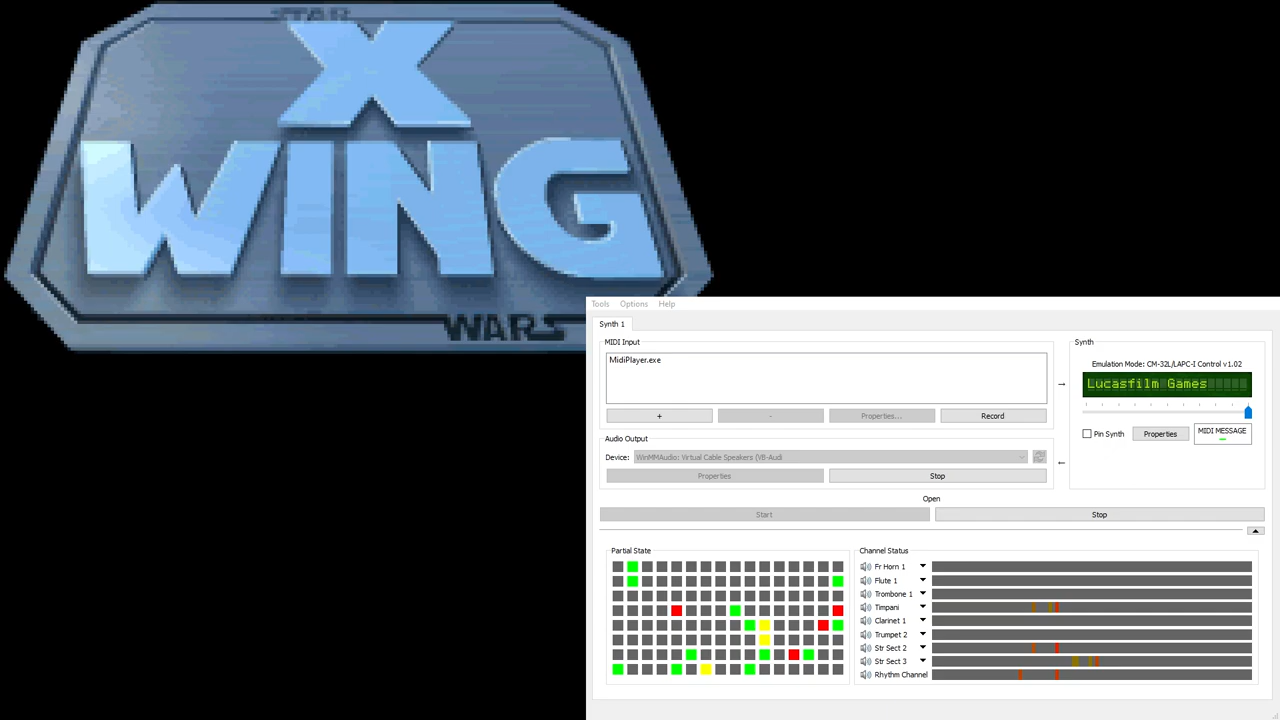 STAR
X
WING
WARS
Tools Options Help
Synth 1
MIDI Input
MidiPlayer.exe
+ - Properties... Record
Audio Output
Device: WinMMAudio: Virtual Cable Speakers (VB-Audi
Properties Stop
Synth
Emulation Mode: CM-32L/LAPC-I Control v1.02
Lucasfilm Games
Pin Synth Properties MIDI MESSAGE
Open
Start Stop
Partial State
Channel Status
Fr Horn 1
Flute 1
Trombone 1
Timpani
Clarinet 1
Trumpet 2
Str Sect 2
Str Sect 3
Rhythm Channel